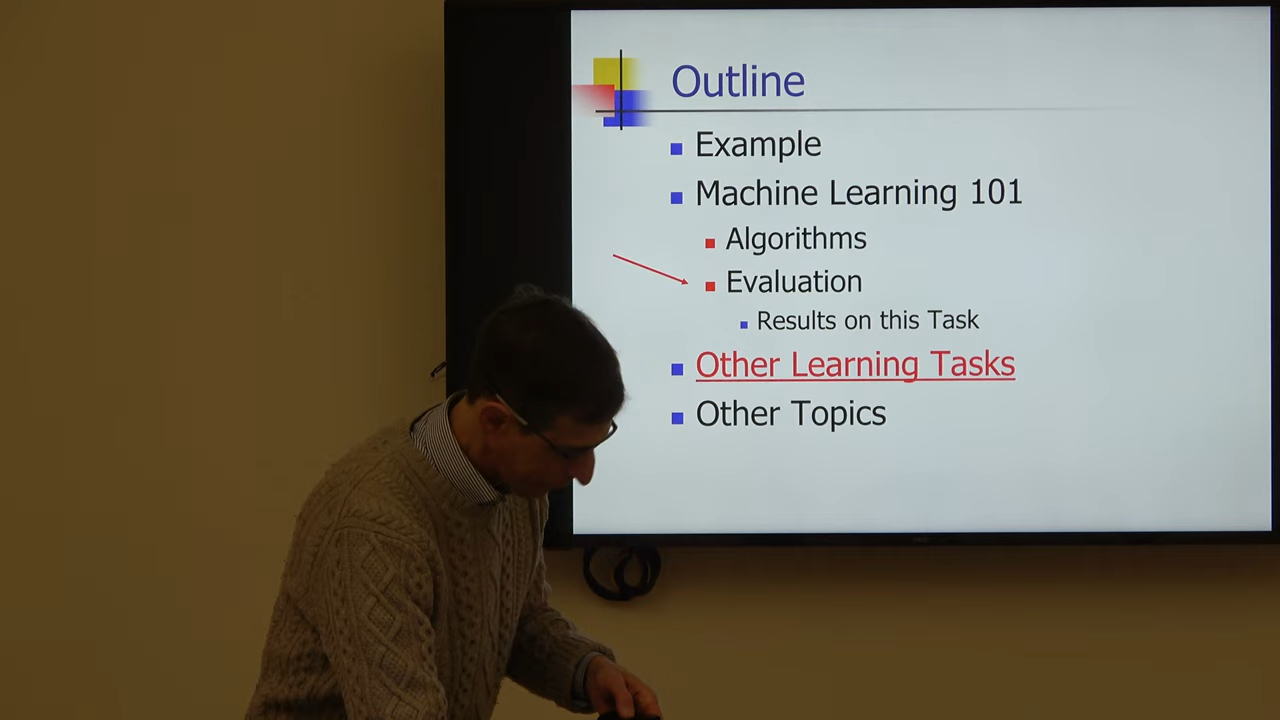 Outline
Example
Machine Learning 101
Algorithms
Evaluation
Results on this Task
Other Learning Tasks
Other Topics